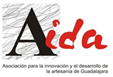 Aida
Asociación para la innovación y el desarrollo de
la artesanía de Guadalajara